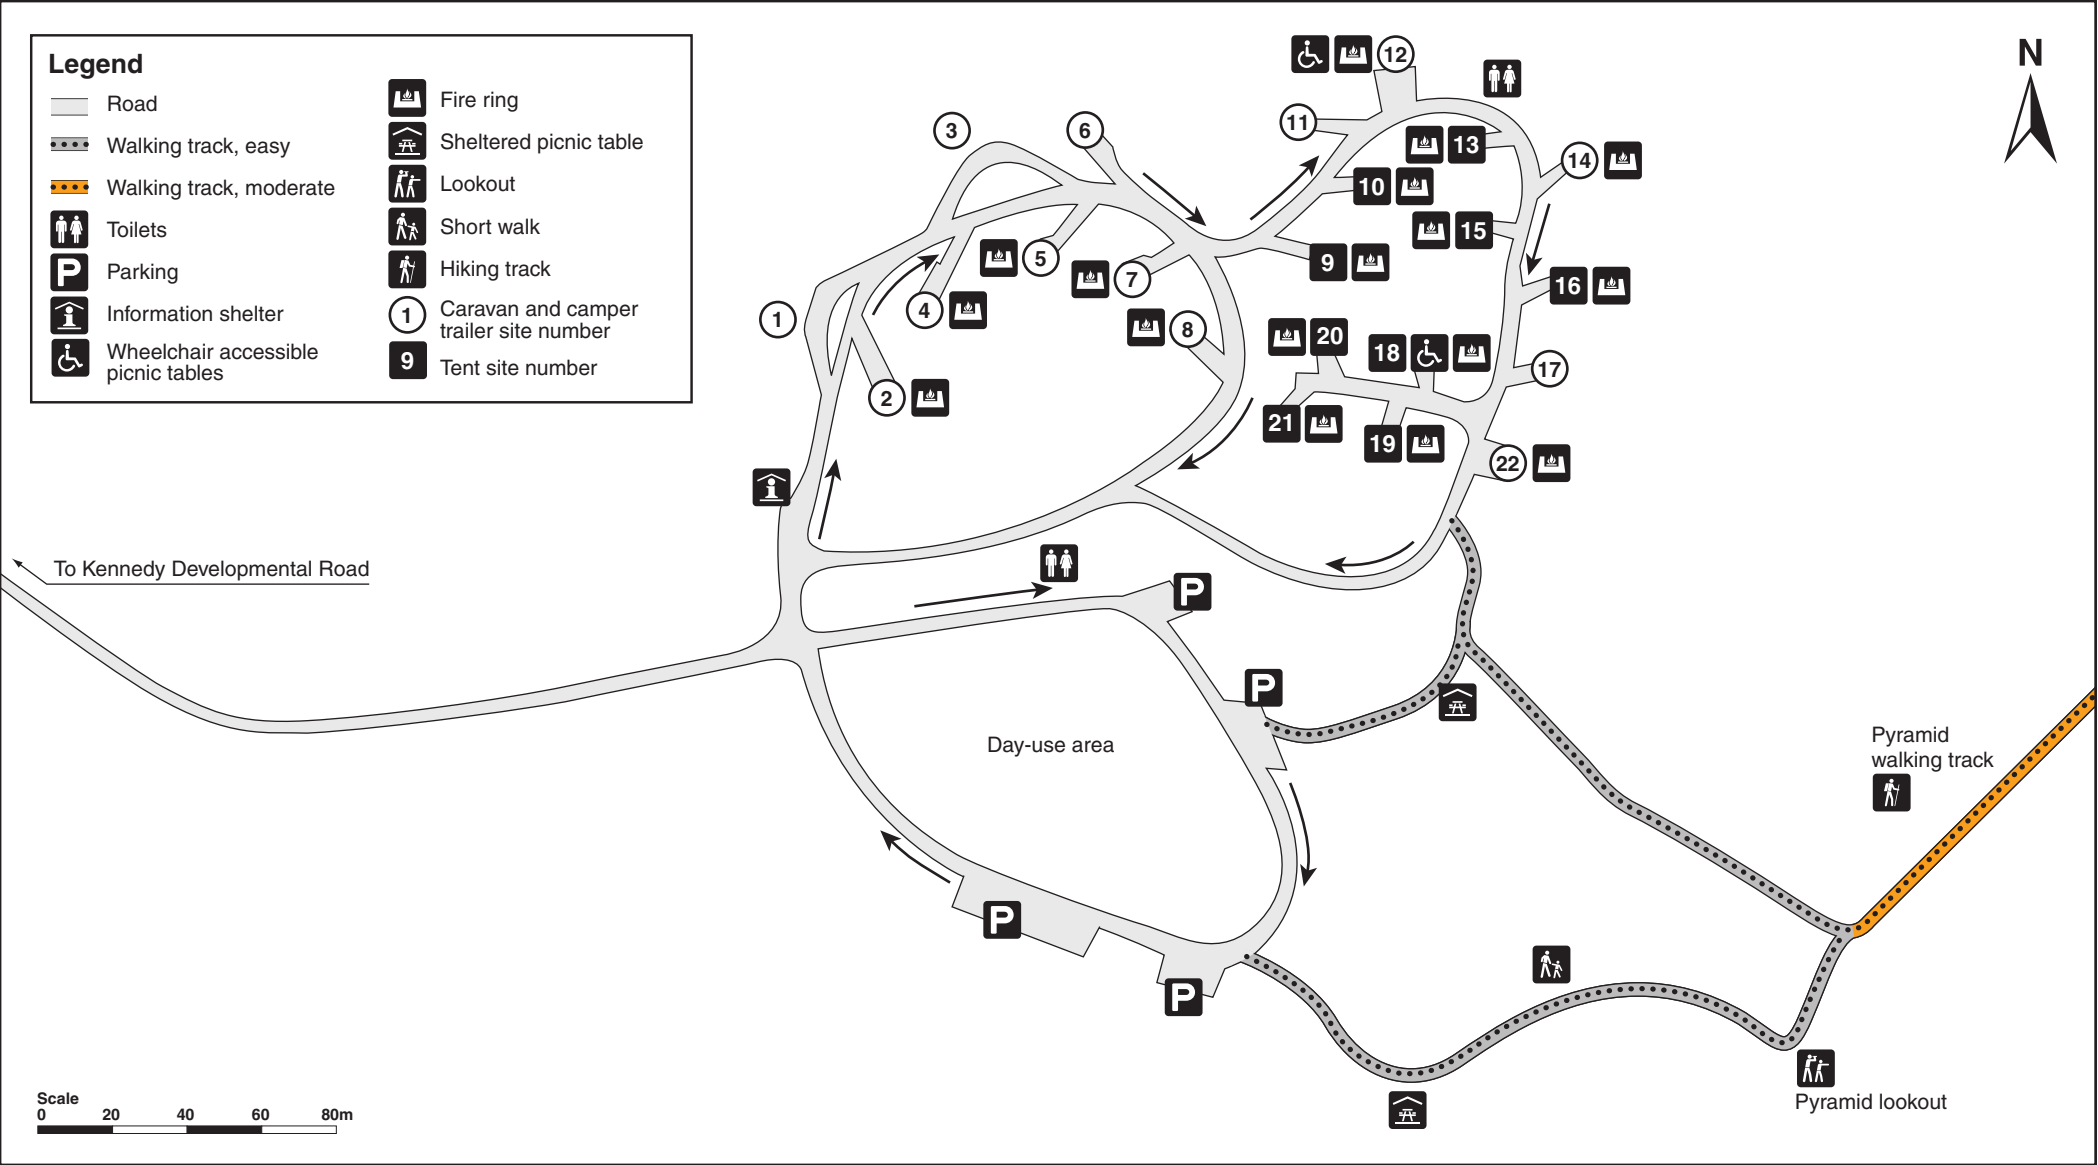 Legend
Road
Walking track, easy
Walking track, moderate
Toilets
P
Parking
Information shelter
Wheelchair accessible
picnic tables
Fire ring
Sheltered picnic table
Lookout
Short walk
Hiking track
1
Caravan and camper
trailer site number
9
Tent site number
N
12
11
13
14
10
15
9
16
3
6
5
7
4
1
8
2
20
18
17
21
19
22
To Kennedy Developmental Road
P
P
Day-use area
Pyramid
walking track
P
P
Pyramid lookout
Scale
0 20 40 60 80m